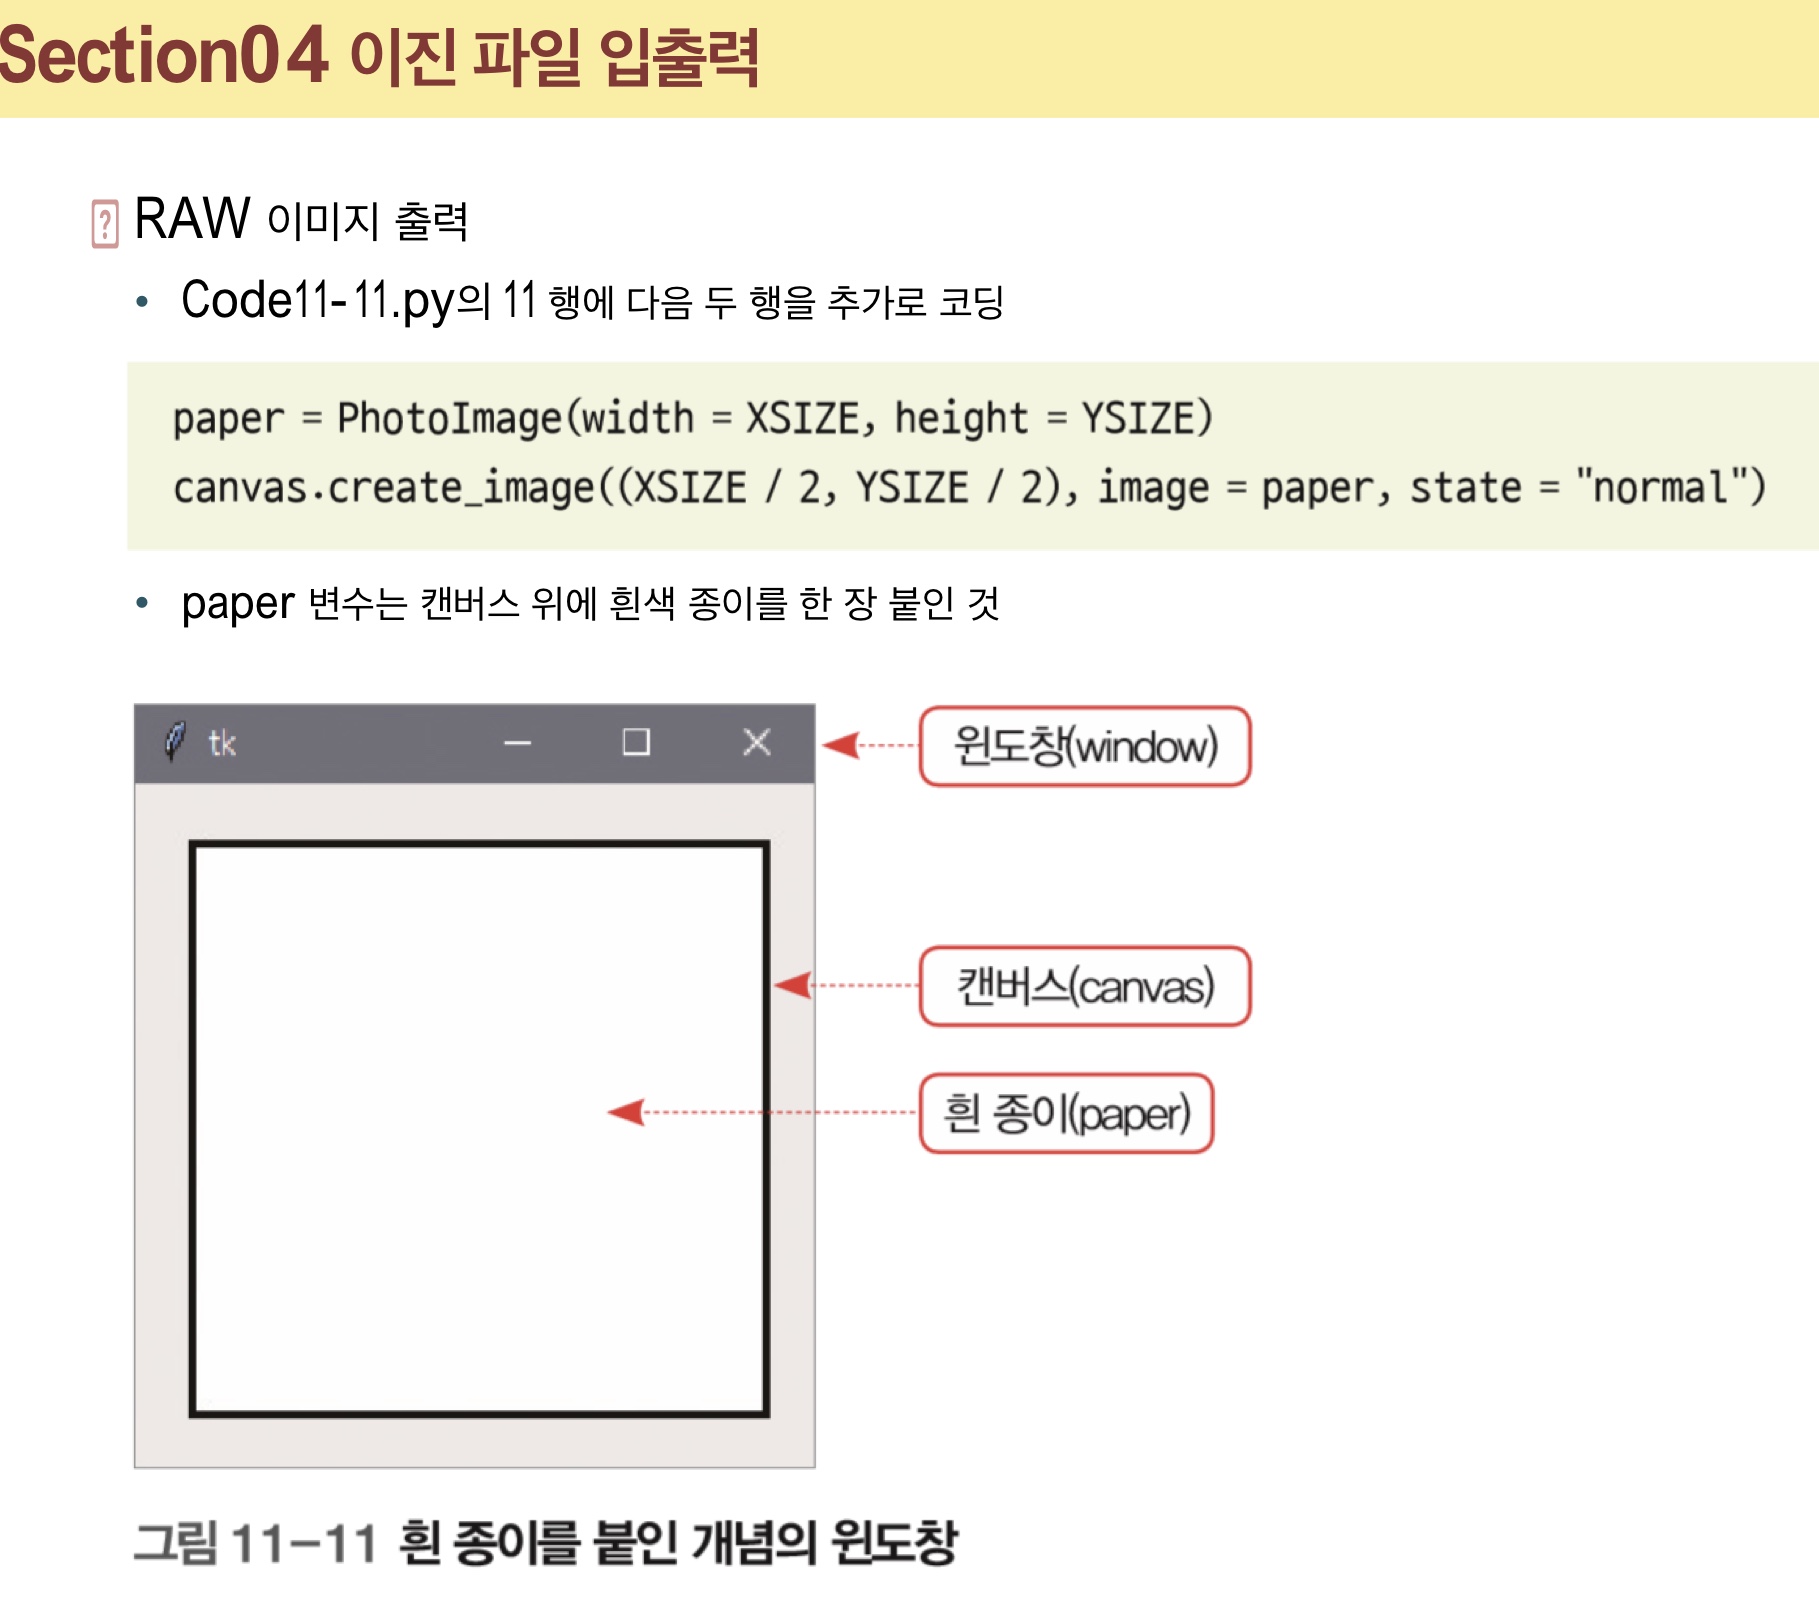 Section04 이진 파일 입출력
RAW 이미지 출력
• Code11-11.py의 11 행에 다음 두 행을 추가로 코딩
paper = PhotoImage(width = XSIZE, height = YSIZE)
canvas.create_image((XSIZE / 2, YSIZE / 2), image = paper, state = "normal")
• paper 변수는 캔버스 위에 흰색 종이를 한 장 붙인 것
tk
윈도창(window)
캔버스(canvas)
흰 종이(paper)
그림 11-11 흰 종이를 붙인 개념의 윈도창